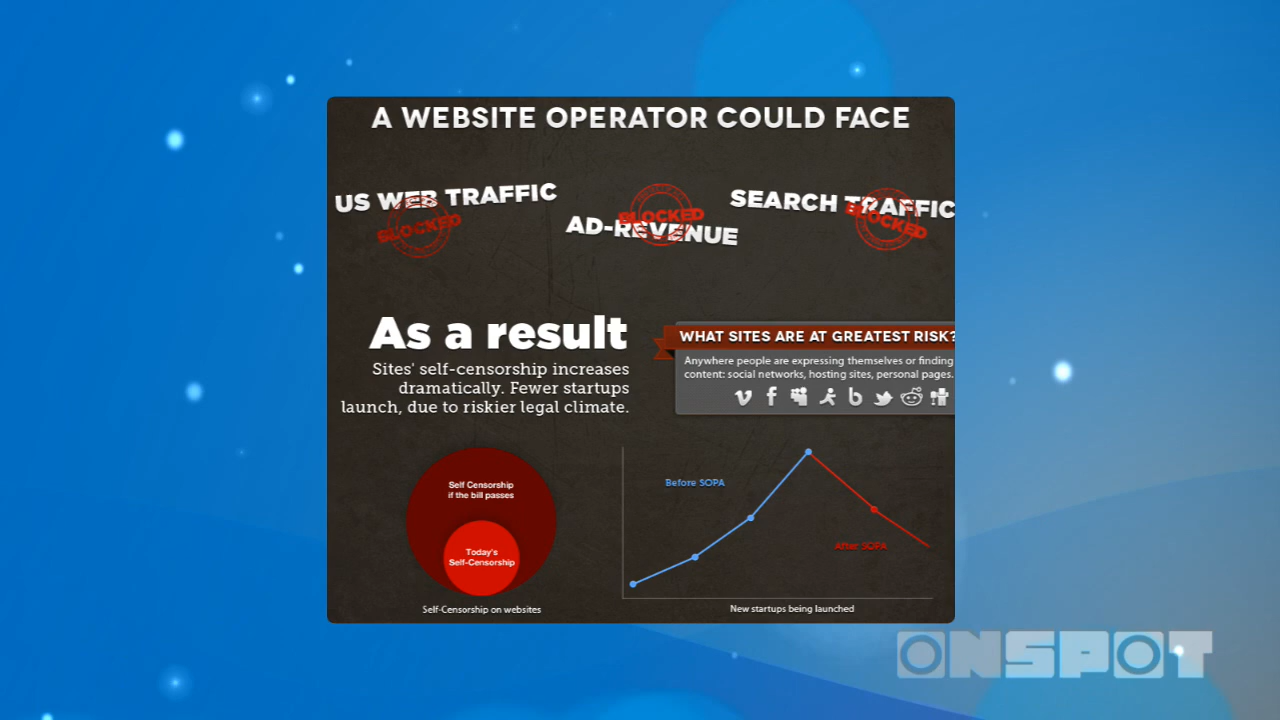 A WEBSITE OPERATOR COULD FACE
US WEB TRAFFIC
BLOCKED
AD-REVENUE
BLOCKED
SEARCH TRAFFIC
BLOCKED
As a result
Sites' self-censorship increases
dramatically. Fewer startups
launch, due to riskier legal climate.
WHAT SITES ARE AT GREATEST RISK?
Anywhere people are expressing themselves or finding
content: social networks, hosting sites, personal pages.
Self Censorship
if the bill passes
Today's
Self-Censorship
Self-Censorship on websites
Before SOPA
After SOPA
New startups being launched
ONSPOT